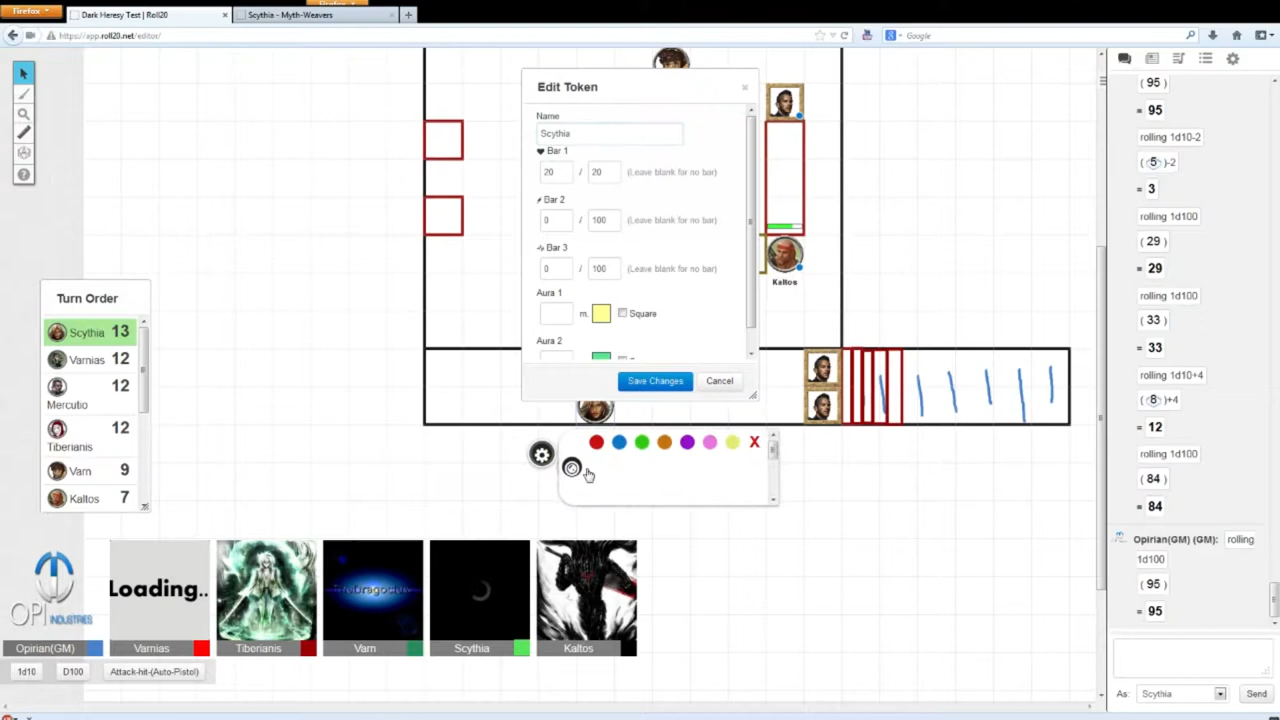 Firefox
Firefox
Dark Heresy Test | Roll20
Scythia - Myth-Weavers
https://app.roll20.net/editor/
Google
Edit Token
Name
Scythia
Bar 1
20 / 20 (Leave blank for no bar)
Bar 2
0 / 100 (Leave blank for no bar)
Bar 3
0 / 100 (Leave blank for no bar)
Aura 1
m. Square
Aura 2
Save Changes Cancel
Kaltos
X
Turn Order
Scythia 13
Varnias 12
12
Mercutio
12
Tiberianis
Varn 9
Kaltos 7
(95)
= 95
rolling 1d10-2
(5)-2
= 3
rolling 1d100
(29)
= 29
rolling 1d100
(33)
= 33
rolling 1d10+4
(8)+4
= 12
rolling 1d100
(84)
= 84
Opirian(GM) (GM): rolling
1d100
(95)
= 95
As: Scythia Send
OPI INDUSTRIES
Loading..
Opirian(GM) Varnias Tiberianis Varn Scythia Kaltos
1d10 D100 Attack-hit-(Auto-Pistol)